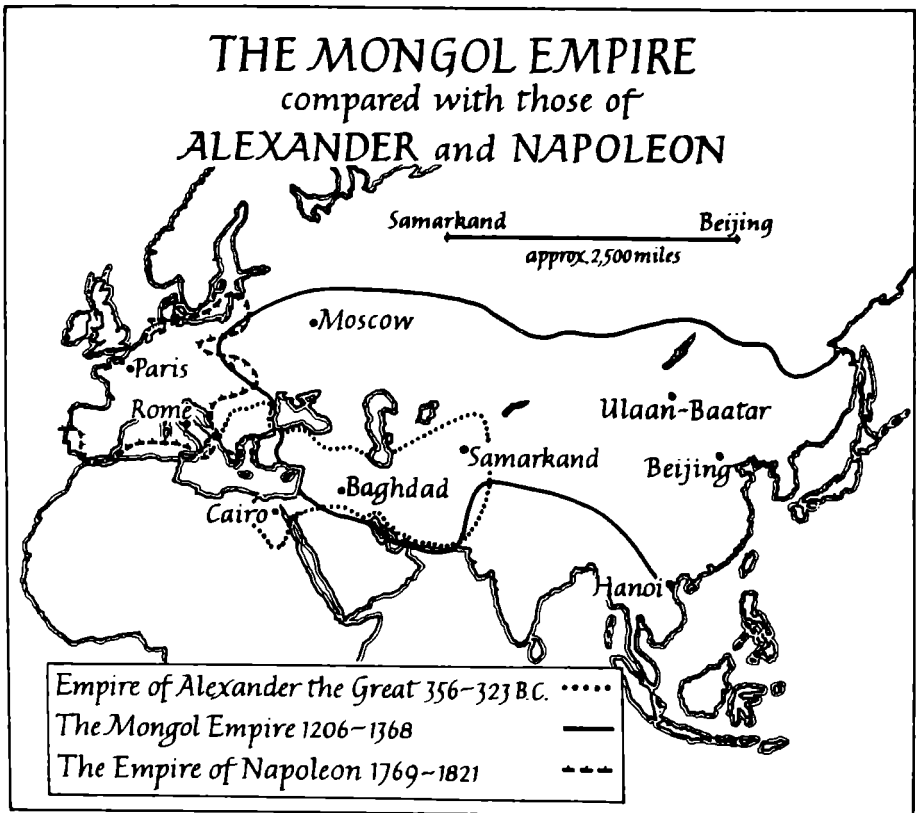 THE MONGOL EMPIRE
compared with those of
ALEXANDER and NAPOLEON
Samarkand Beijing
approx. 2,500 miles
Moscow
Paris
Rome
Ulaan-Baatar
Samarkand
Beijing
Baghdad
Cairo
Hanoi
Empire of Alexander the Great 356-323 B.C.
The Mongol Empire 1206-1368
The Empire of Napoleon 1769-1821